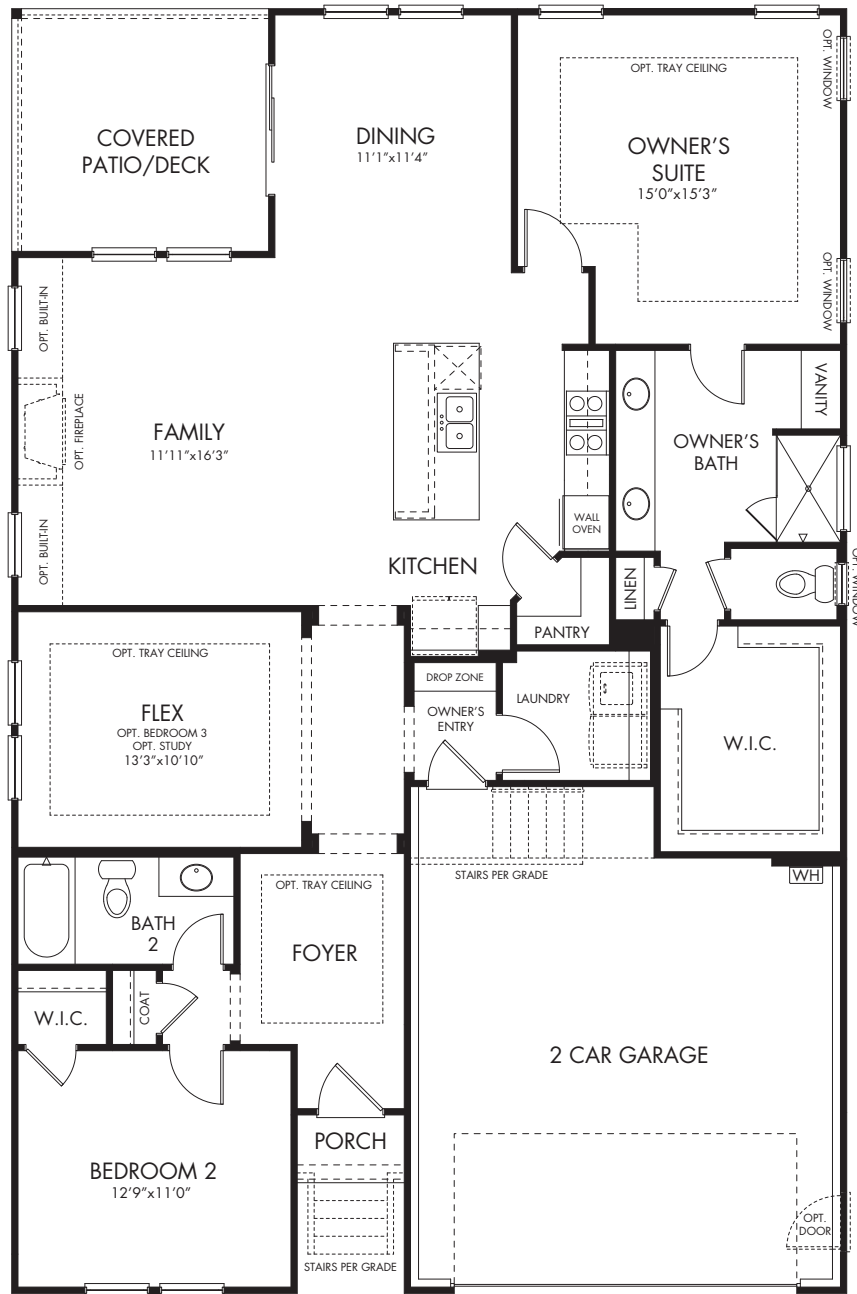 COVERED
PATIO/DECK
DINING
11'1"x11'4"
OPT. TRAY CEILING
OWNER'S
SUITE
15'0"x15'3"
OPT. WINDOW
OPT. WINDOW
OPT. BUILT-IN
OPT. FIREPLACE
OPT. BUILT-IN
FAMILY
11'11"x16'3"
KITCHEN
WALL
OVEN
PANTRY
OWNER'S
BATH
VANITY
LINEN
OPT. WINDOW
OPT. TRAY CEILING
FLEX
OPT. BEDROOM 3
OPT. STUDY
13'3"x10'10"
DROP ZONE
OWNER'S
ENTRY
LAUNDRY
W.I.C.
STAIRS PER GRADE
WH
BATH
2
OPT. TRAY CEILING
FOYER
W.I.C.
COAT
2 CAR GARAGE
BEDROOM 2
12'9"x11'0"
PORCH
STAIRS PER GRADE
OPT.
DOOR